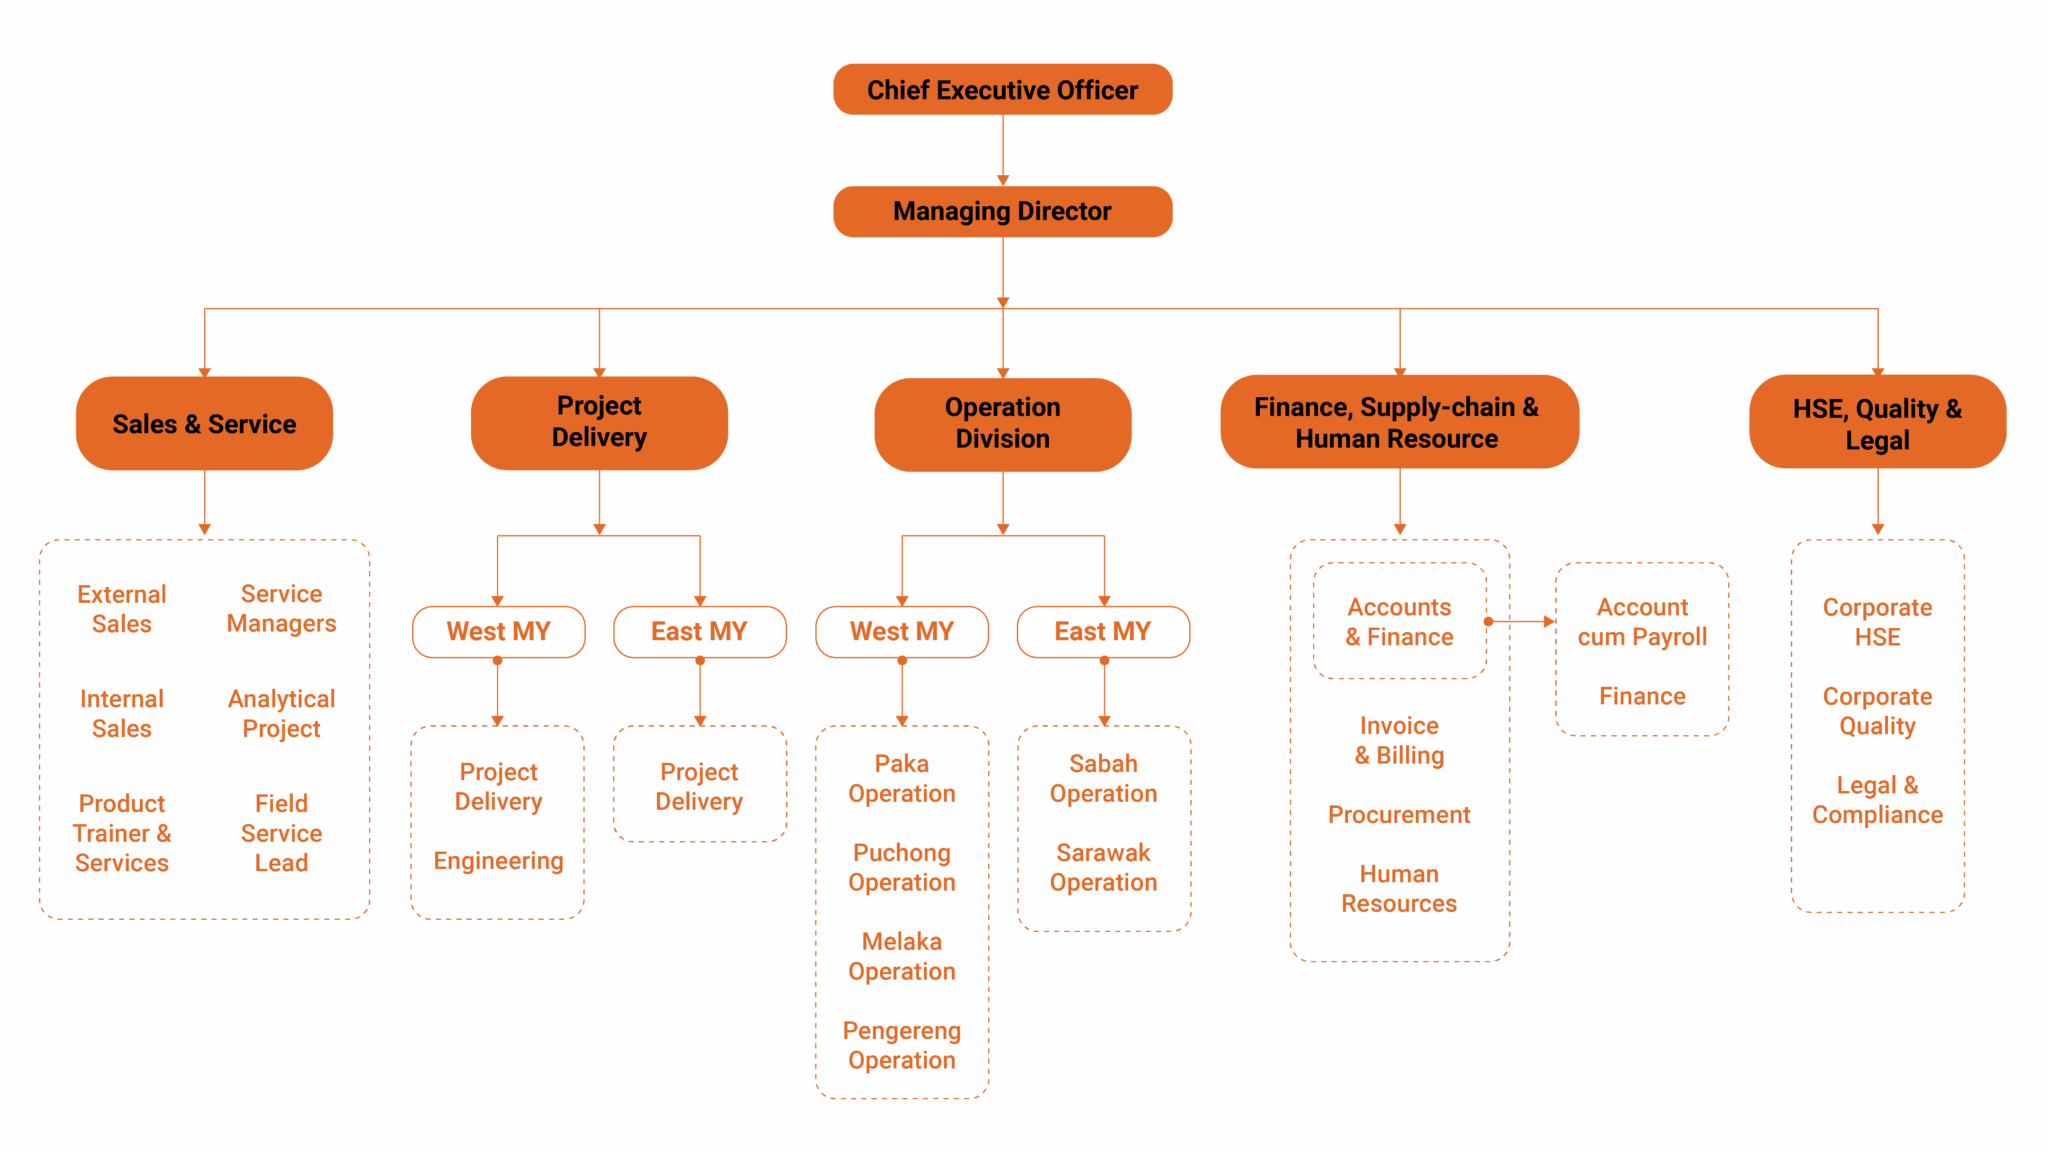 Chief Executive Officer
Managing Director
Sales & Service
Project
Delivery
Operation
Division
Finance, Supply-chain &
Human Resource
HSE, Quality &
Legal
External
Sales
Service
Managers
Internal
Sales
Analytical
Project
Product
Trainer &
Services
Field
Service
Lead
West MY
East MY
Project
Delivery
Engineering
Project
Delivery
West MY
East MY
Paka
Operation
Puchong
Operation
Melaka
Operation
Pengereng
Operation
Sabah
Operation
Sarawak
Operation
Accounts
& Finance
Invoice
& Billing
Procurement
Human
Resources
Account
cum Payroll
Finance
Corporate
HSE
Corporate
Quality
Legal &
Compliance